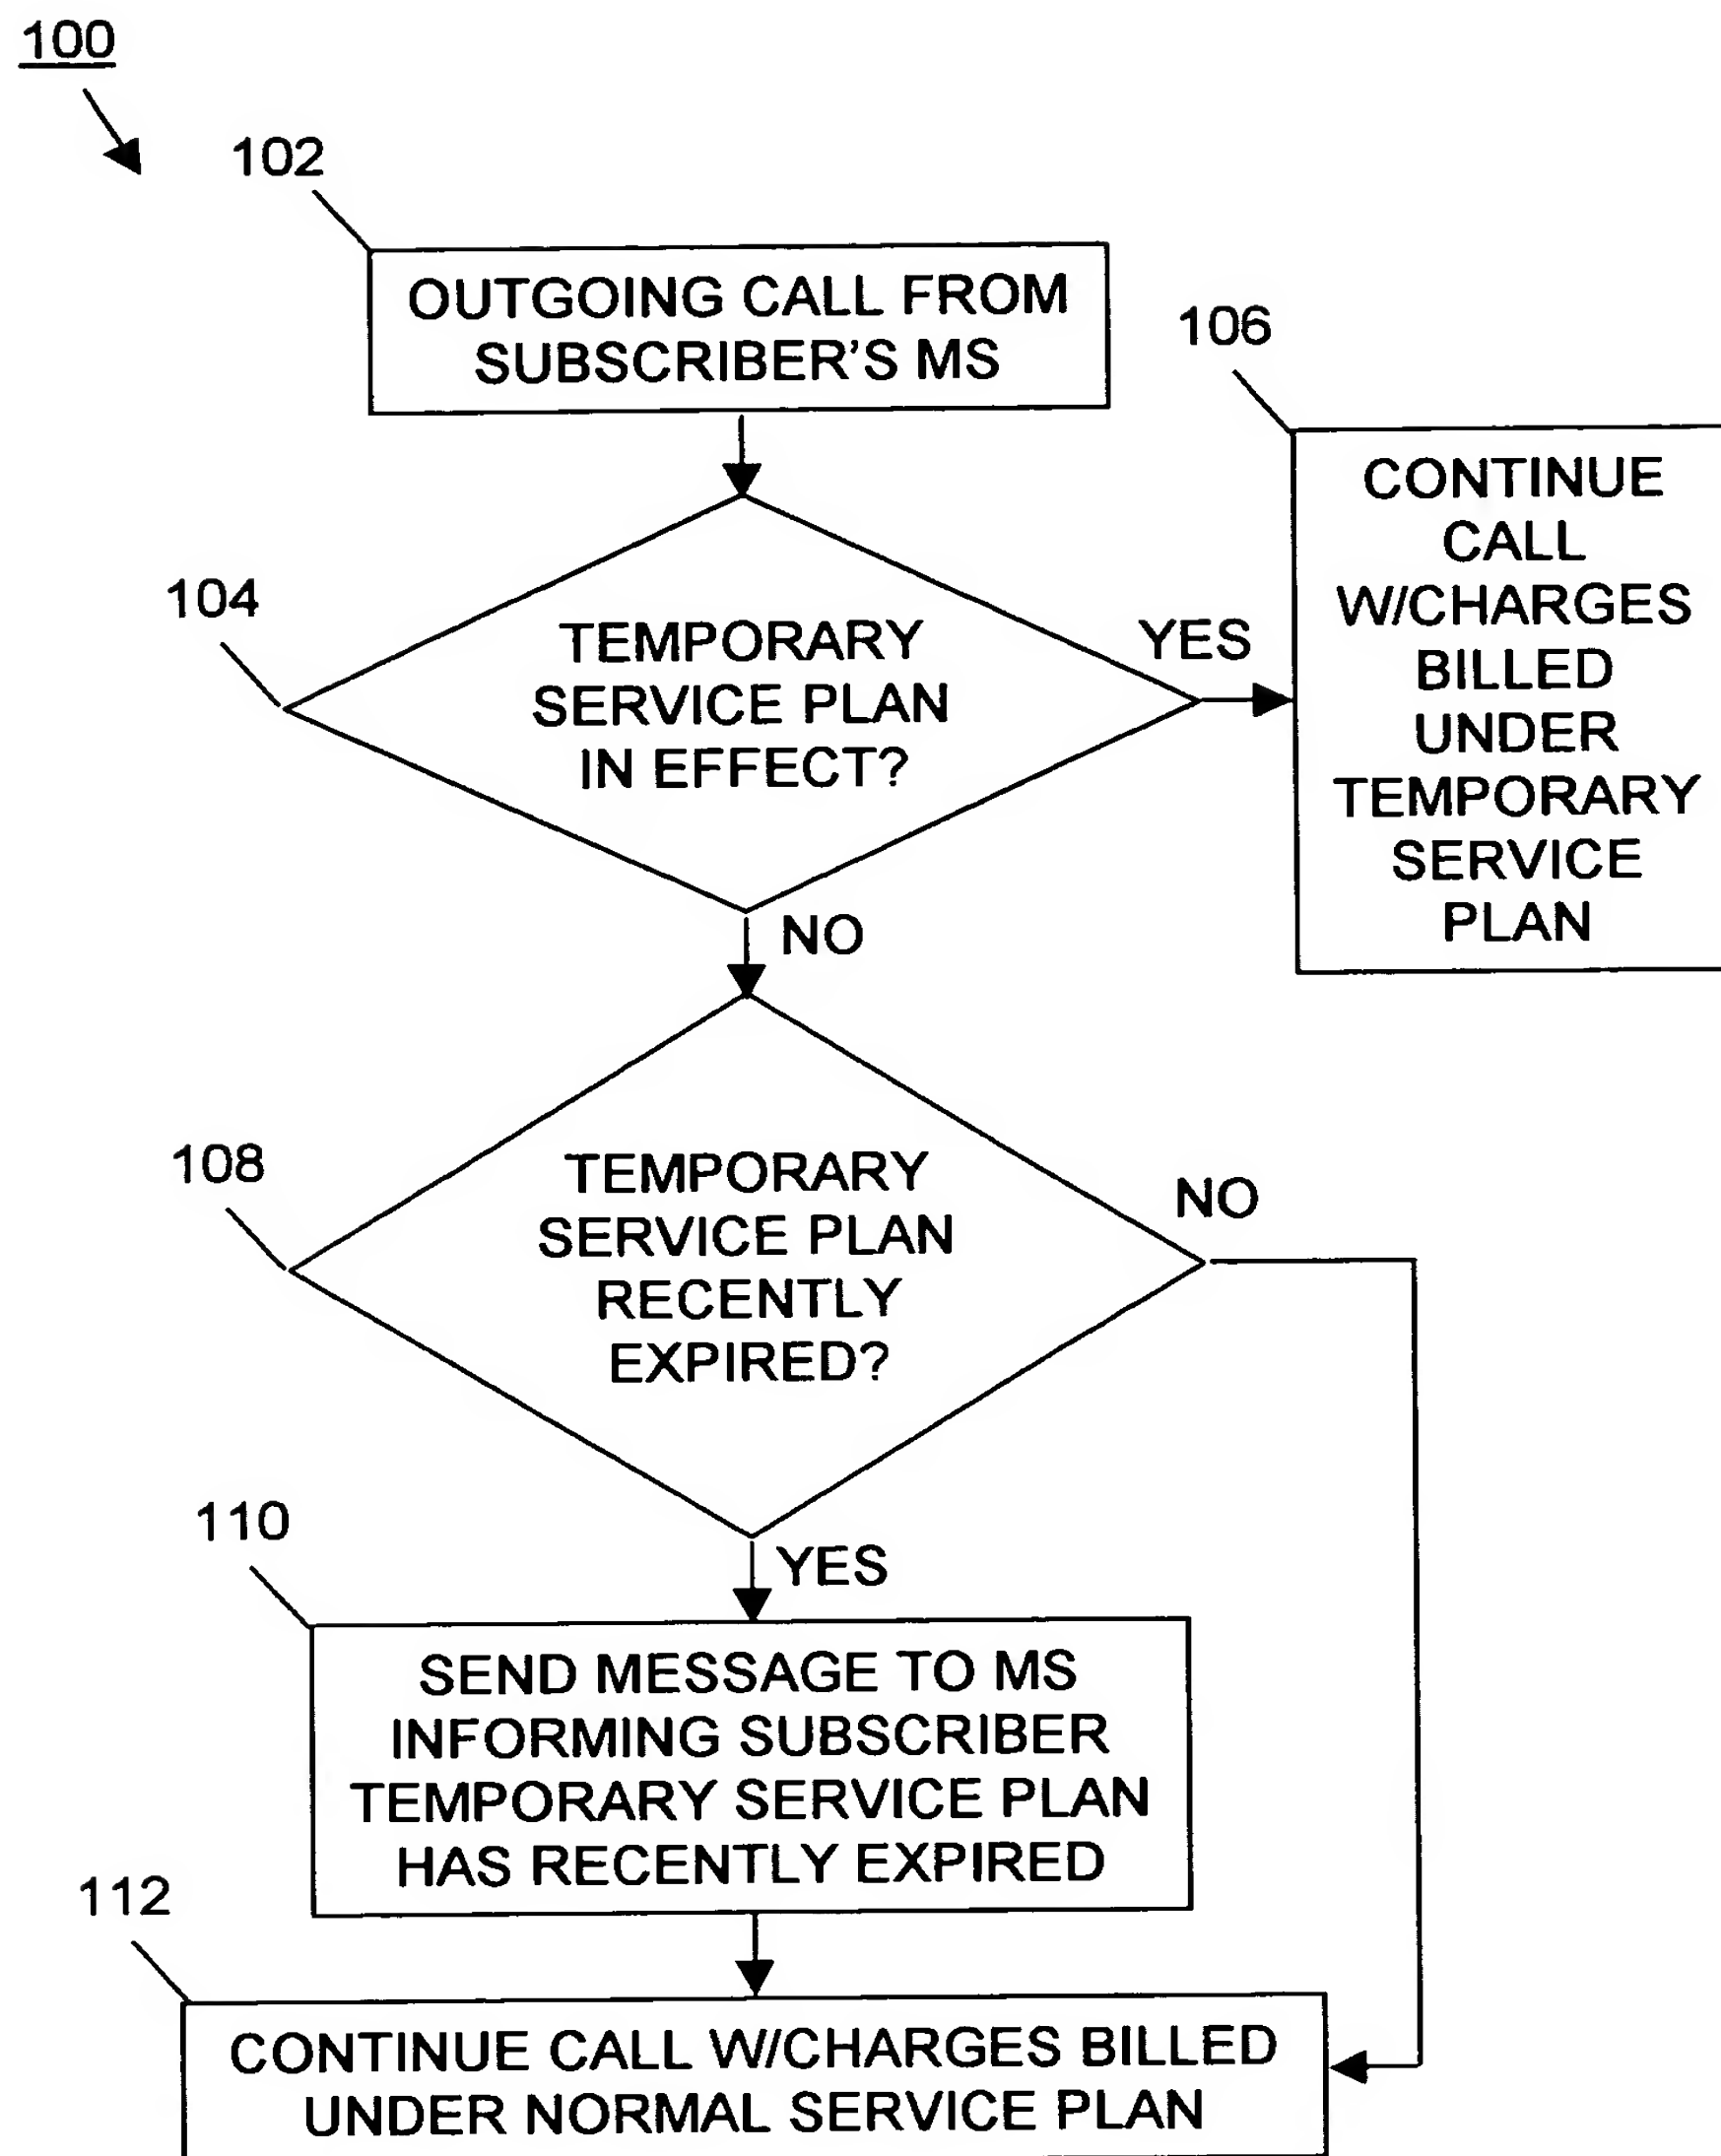 100
102
OUTGOING CALL FROM
SUBSCRIBER'S MS
106
CONTINUE
CALL
W/CHARGES
BILLED
UNDER
TEMPORARY
SERVICE
PLAN
104
TEMPORARY
SERVICE PLAN
IN EFFECT?
YES
NO
108
TEMPORARY
SERVICE PLAN
RECENTLY
EXPIRED?
NO
110
YES
SEND MESSAGE TO MS
INFORMING SUBSCRIBER
TEMPORARY SERVICE PLAN
HAS RECENTLY EXPIRED
112
CONTINUE CALL W/CHARGES BILLED
UNDER NORMAL SERVICE PLAN